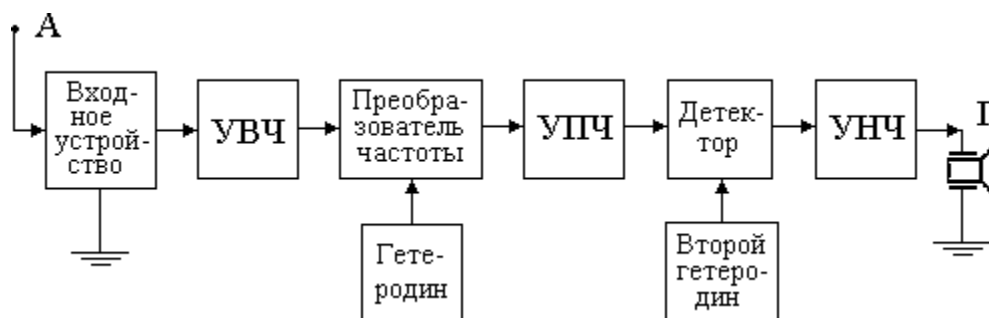 А
Вход-
ное
устрой-
ство
УВЧ
Преобра-
зователь
частоты
УПЧ
Детек-
тор
УНЧ
Гете-
родин
Второй
гетеро-
дин